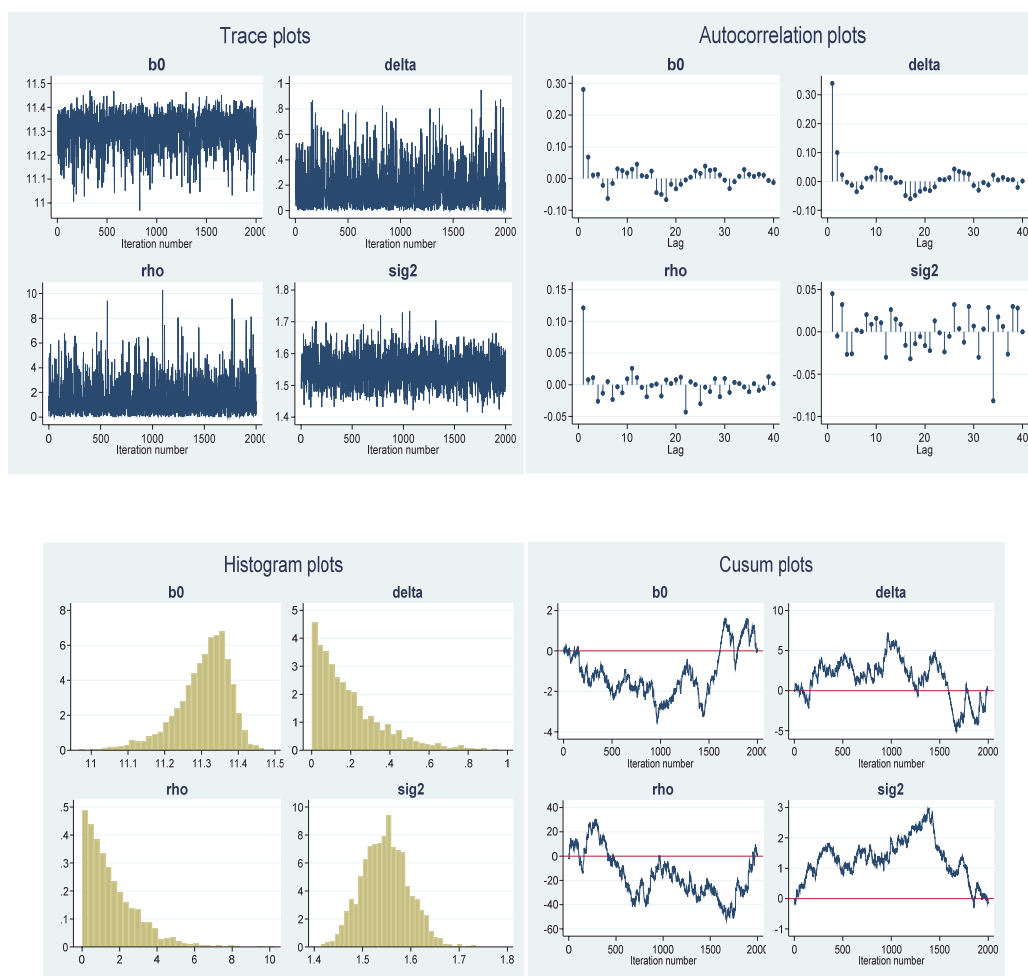 Trace plots
b0
delta
11.5
11.4
11.3
11.2
11.1
11
0 500 1000 1500 2000
Iteration number
.1
.8
.6
.4
.2
0
0 500 1000 1500 2000
Iteration number
rho
sig2
10
8
6
4
2
0
0 500 1000 1500 2000
Iteration number
1.8
1.7
1.6
1.5
1.4
0 500 1000 1500 2000
Iteration number
Autocorrelation plots
b0
delta
0.30
0.20
0.10
0.00
-0.10
0 10 20 30 40
Lag
0.30
0.20
0.10
0.00
-0.10
0 10 20 30 40
Lag
rho
sig2
0.15
0.10
0.05
0.00
-0.05
0 10 20 30 40
Lag
0.05
0.00
-0.05
-0.10
0 10 20 30 40
Lag
Histogram plots
b0
delta
8
6
4
2
0
11 11.1 11.2 11.3 11.4 11.5
5
4
3
2
1
0
0 .2 .4 .6 .8 1
rho
sig2
.5
.4
.3
.2
.1
0
0 2 4 6 8 10
10
8
6
4
2
0
1.4 1.5 1.6 1.7 1.8
Cusum plots
b0
delta
2
0
-2
-4
0 500 1000 1500 2000
Iteration number
10
5
0
-5
-11
0 500 1000 1500 2000
Iteration number
rho
sig2
40
20
0
-20
-40
-60
0 500 1000 1500 2000
Iteration number
3
2
1
0
-1
0 500 1000 1500 2000
Iteration number